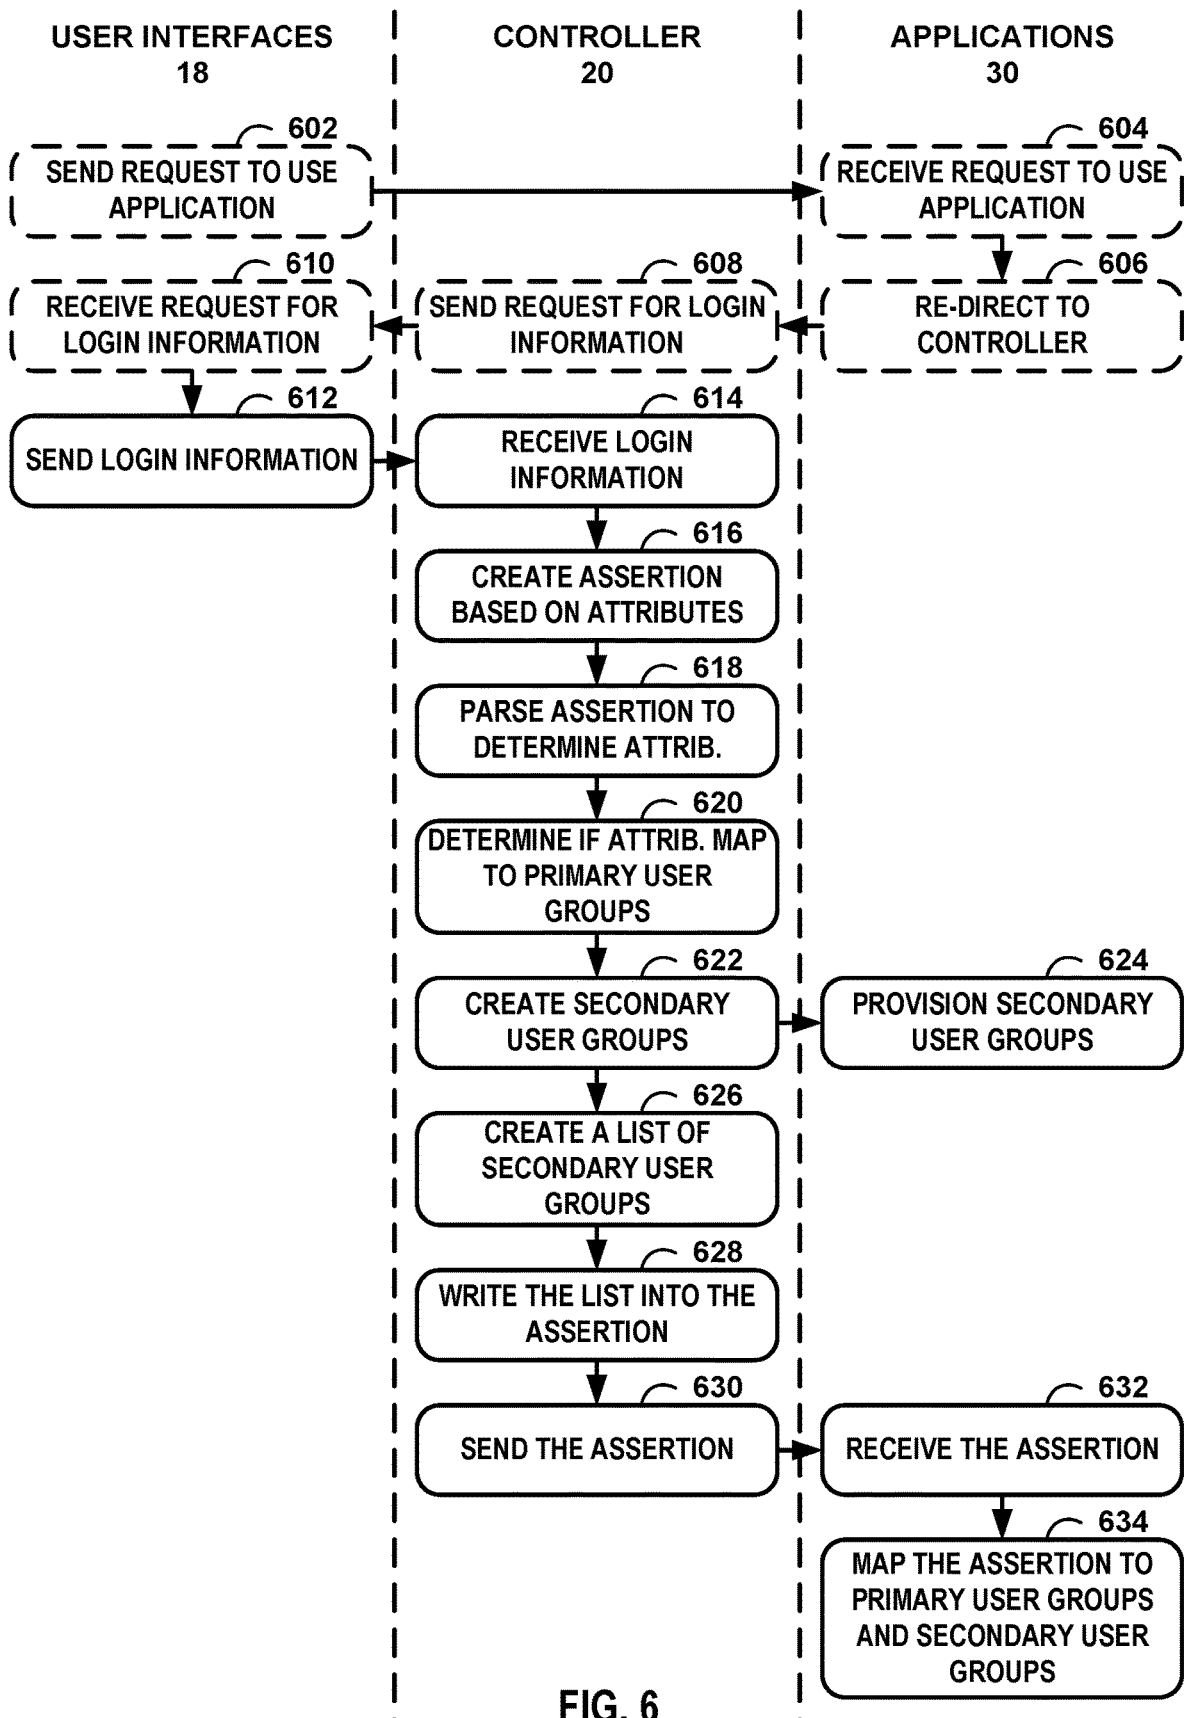 USER INTERFACES
18
CONTROLLER
20
APPLICATIONS
30
602
SEND REQUEST TO USE
APPLICATION
604
RECEIVE REQUEST TO USE
APPLICATION
610
RECEIVE REQUEST FOR
LOGIN INFORMATION
608
SEND REQUEST FOR LOGIN
INFORMATION
606
RE-DIRECT TO
CONTROLLER
612
SEND LOGIN INFORMATION
614
RECEIVE LOGIN
INFORMATION
616
CREATE ASSERTION
BASED ON ATTRIBUTES
618
PARSE ASSERTION TO
DETERMINE ATTRIB.
620
DETERMINE IF ATTRIB. MAP
TO PRIMARY USER
GROUPS
622
CREATE SECONDARY
USER GROUPS
624
PROVISION SECONDARY
USER GROUPS
626
CREATE A LIST OF
SECONDARY USER
GROUPS
628
WRITE THE LIST INTO THE
ASSERTION
630
SEND THE ASSERTION
632
RECEIVE THE ASSERTION
634
MAP THE ASSERTION TO
PRIMARY USER GROUPS
AND SECONDARY USER
GROUPS
FIG. 6